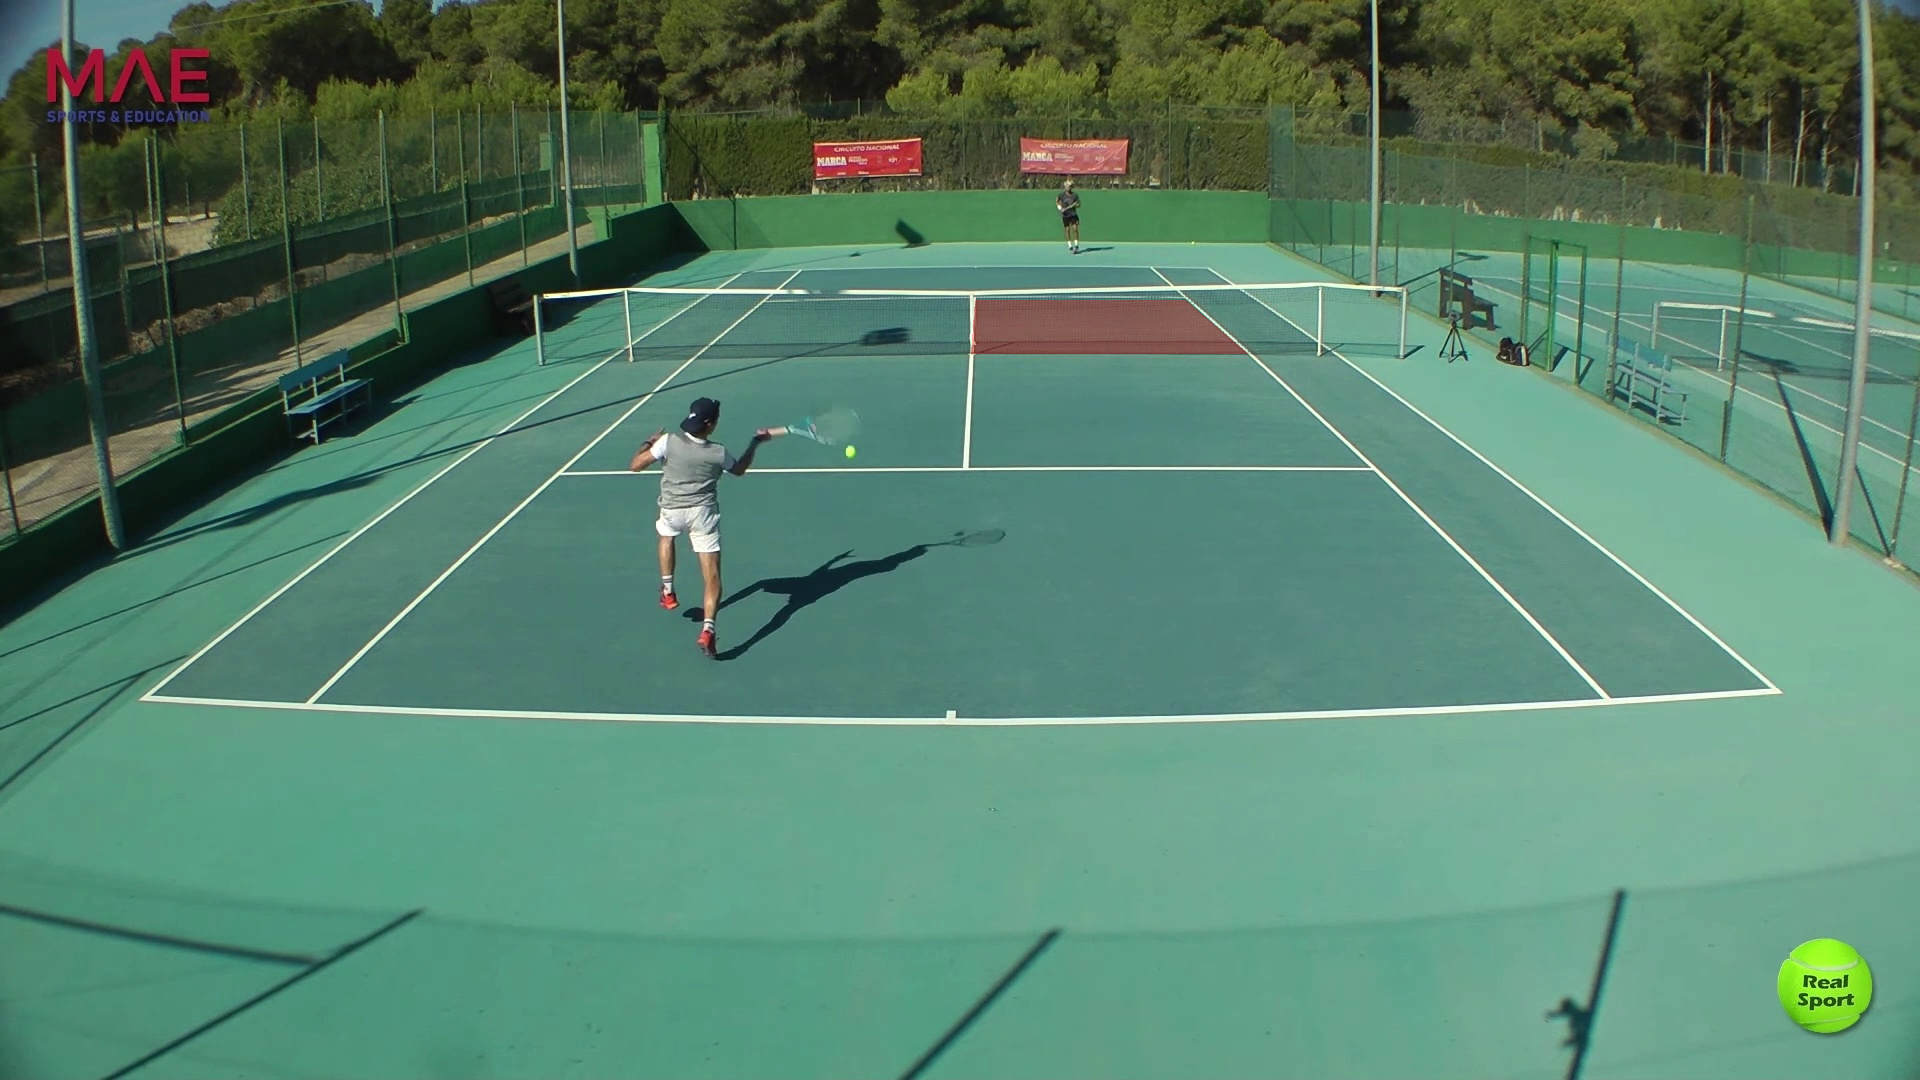 MAE
SPORTS & EDUCATION
CIRCUITO NACIONAL
MARCA
CIRCUITO NACIONAL
MARCA
Real
Sport